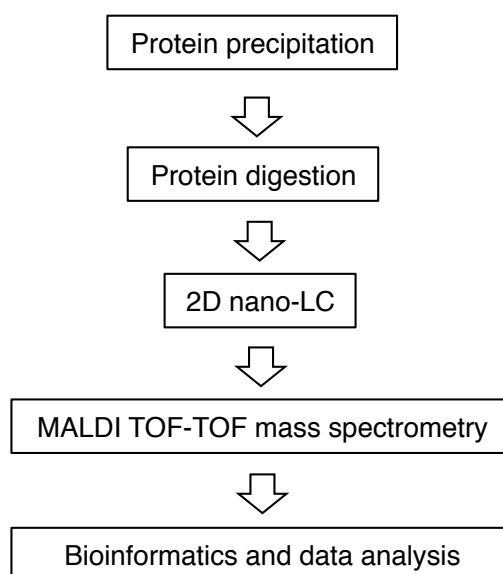 Protein precipitation
Protein digestion
2D nano-LC
MALDI TOF-TOF mass spectrometry
Bioinformatics and data analysis